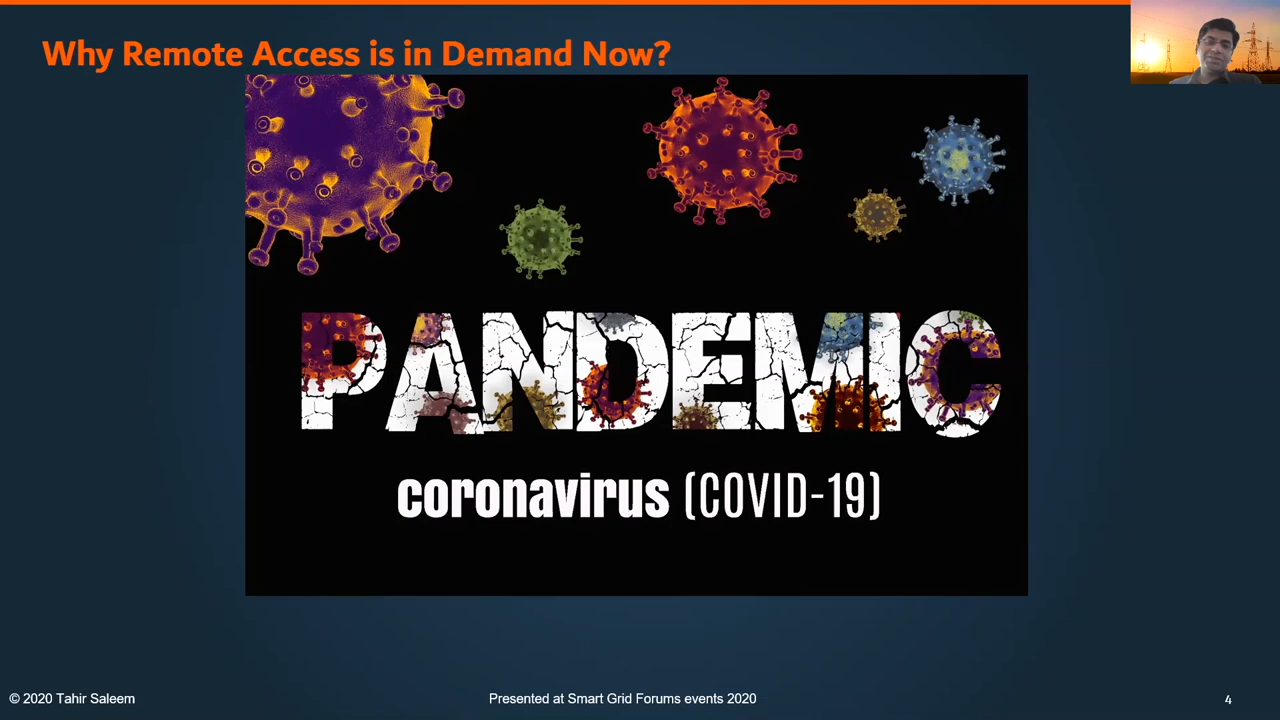 Why Remote Access is in Demand Now?
PANDEMIC
coronavirus (COVID-19)
© 2020 Tahir Saleem
Presented at Smart Grid Forums events 2020
4